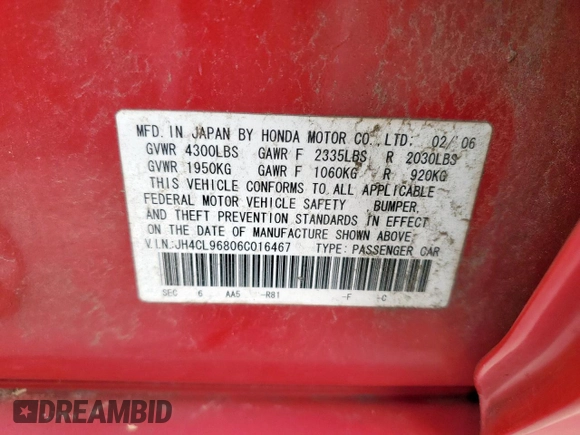 MFD. IN JAPAN BY HONDA MOTOR CO., LTD. 02/06
GVWR 4300LBS GAWR F 2335LBS R 2030LBS
GVWR 1950KG GAWR F 1060KG R 920KG
THIS VEHICLE CONFORMS TO ALL APPLICABLE
FEDERAL MOTOR VEHICLE SAFETY, BUMPER,
AND THEFT PREVENTION STANDARDS IN EFFECT
ON DATE OF MANUFACTURE SHOWN ABOVE.
V.I.N.:JH4CL96806C016467 TYPE: PASSENGER CAR
SEC 6 AA5 -R81 -F -C
DREAMBID